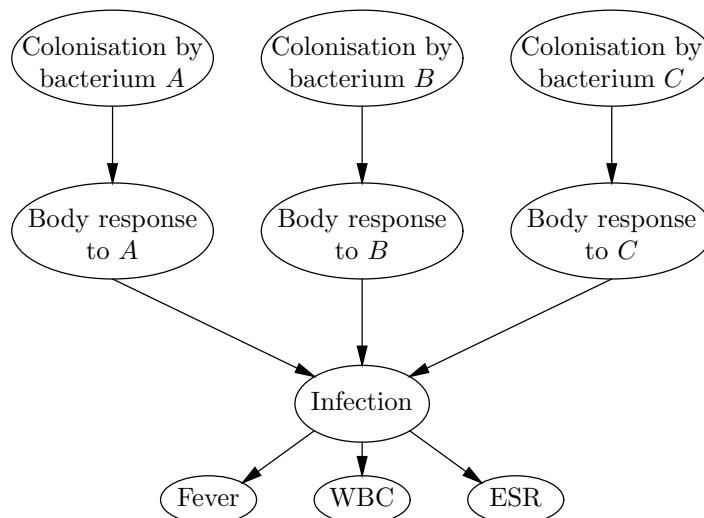 Colonisation by
bacterium A
Colonisation by
bacterium B
Colonisation by
bacterium C
Body response
to A
Body response
to B
Body response
to C
Infection
Fever
WBC
ESR